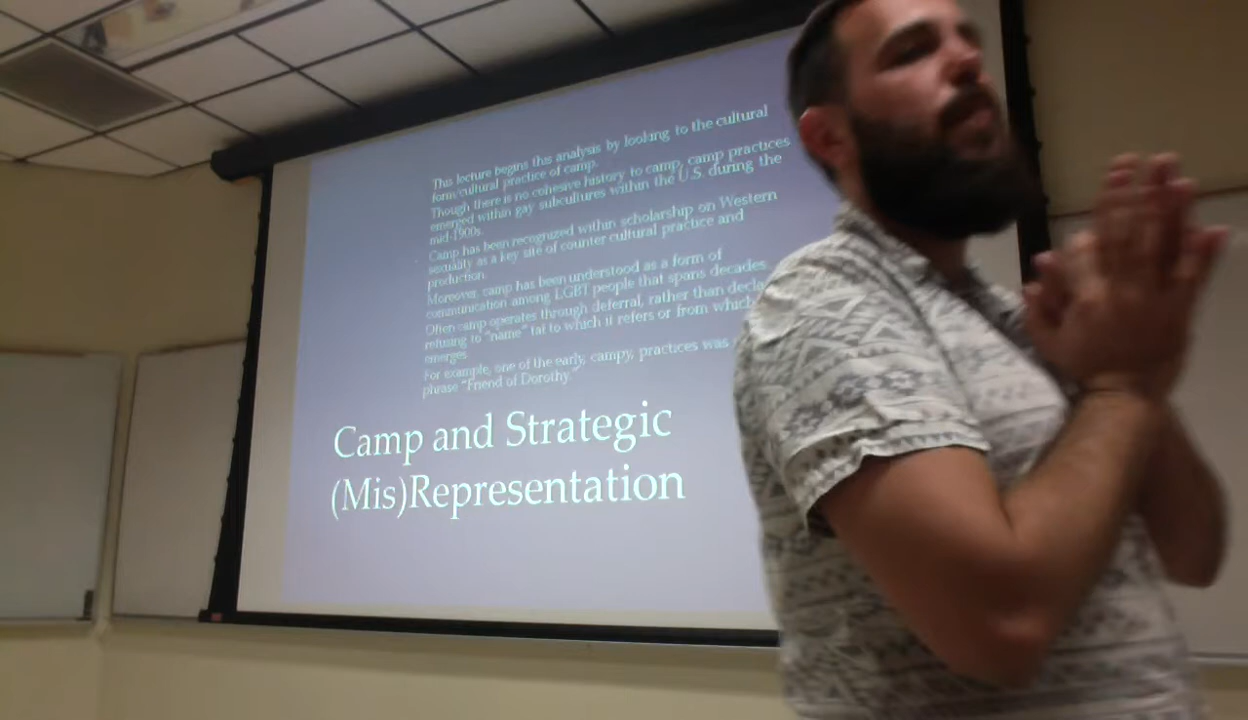 This lecture begins this analysis by looking to the cultural
form/cultural practice of camp.
Though there is no cohesive history to camp, camp practices
emerged within gay subcultures within the U.S. during the
mid-1900s.
Camp has been recognized within scholarship on Western
sexuality as a key site of counter cultural practice and
production.
Moreover, camp has been understood as a form of
communication among LGBT people that spans decades.
Often camp operates through deferral, rather than decla
refusing to "name" tat to which it refers or from which
emerges.
For example, one of the early, campy, practices was
phrase "Friend of Dorothy."
Camp and Strategic
(Mis)Representation